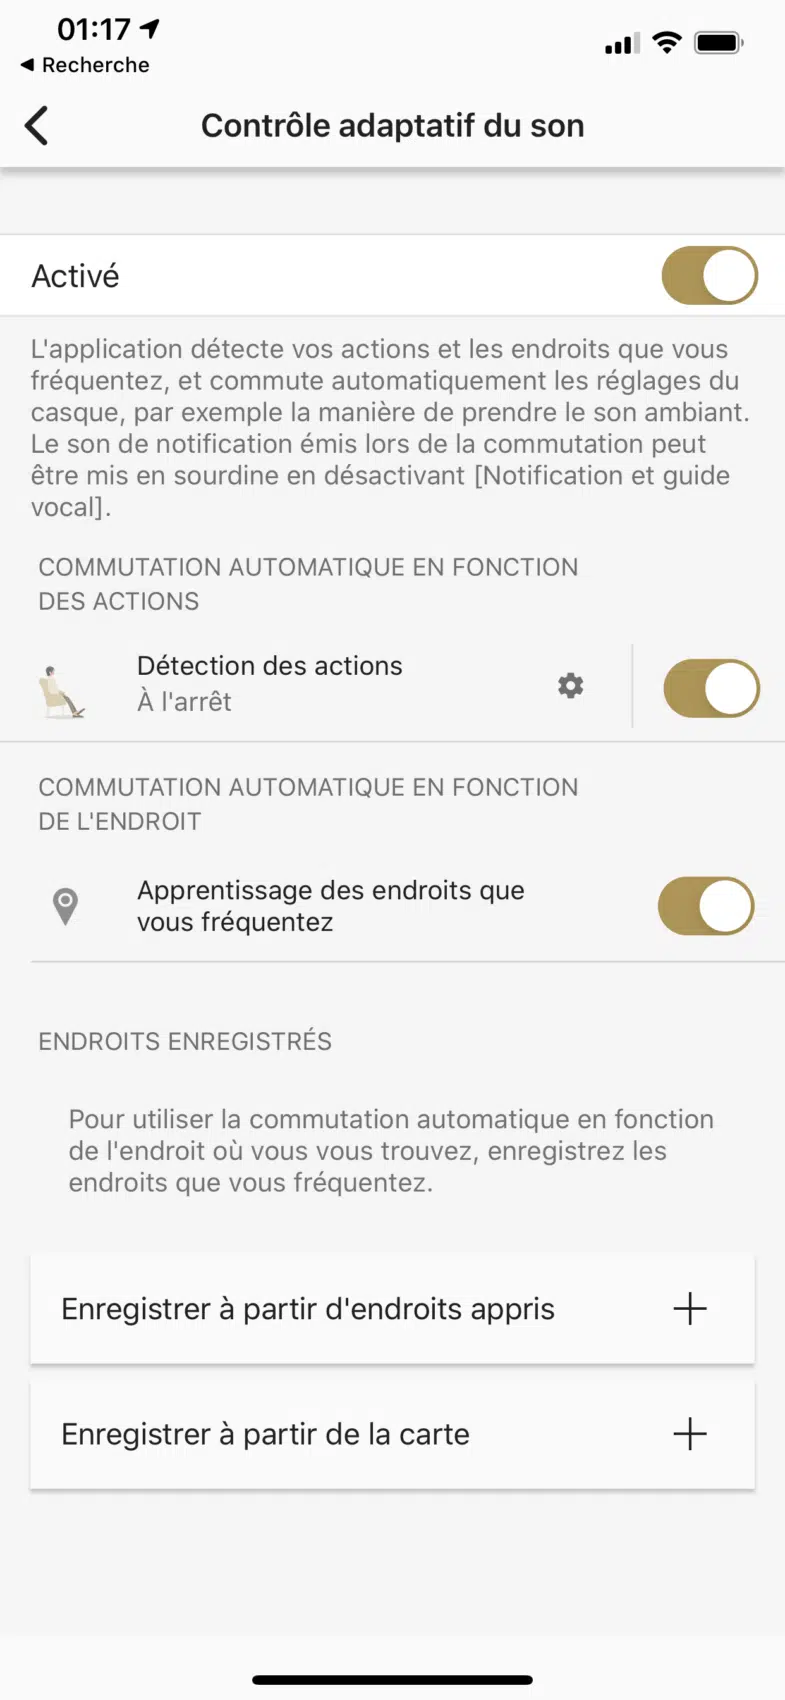 01:17
Recherche
Contrôle adaptatif du son
Activé
L'application détecte vos actions et les endroits que vous
fréquentez, et commute automatiquement les réglages du
casque, par exemple la manière de prendre le son ambiant.
Le son de notification émis lors de la commutation peut
être mis en sourdine en désactivant [Notification et guide
vocal].
COMMUTATION AUTOMATIQUE EN FONCTION
DES ACTIONS
Détection des actions
À l'arrêt
COMMUTATION AUTOMATIQUE EN FONCTION
DE L'ENDROIT
Apprentissage des endroits que
vous fréquentez
ENDROITS ENREGISTRÉS
Pour utiliser la commutation automatique en fonction
de l'endroit où vous vous trouvez, enregistrez les
endroits que vous fréquentez.
Enregistrer à partir d'endroits appris
Enregistrer à partir de la carte